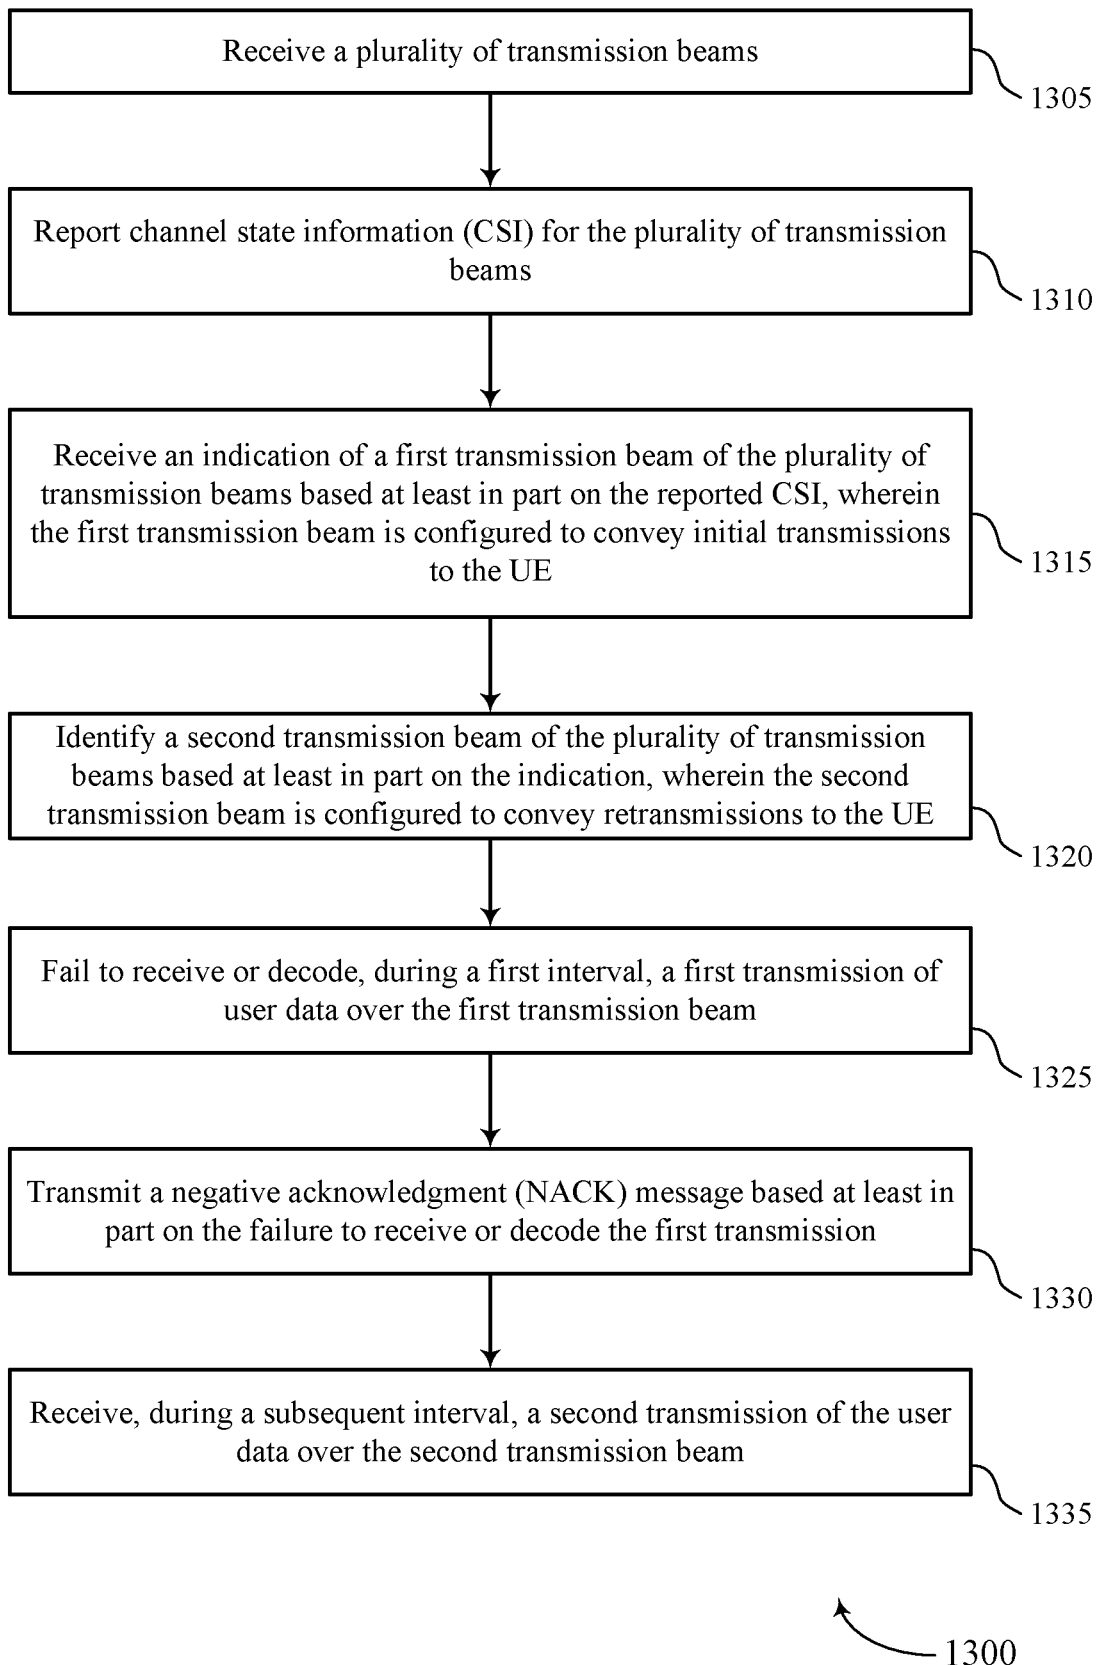 Receive a plurality of transmission beams
1305
Report channel state information (CSI) for the plurality of transmission
beams
1310
Receive an indication of a first transmission beam of the plurality of
transmission beams based at least in part on the reported CSI, wherein
the first transmission beam is configured to convey initial transmissions
to the UE
1315
Identify a second transmission beam of the plurality of transmission
beams based at least in part on the indication, wherein the second
transmission beam is configured to convey retransmissions to the UE
1320
Fail to receive or decode, during a first interval, a first transmission of
user data over the first transmission beam
1325
Transmit a negative acknowledgment (NACK) message based at least in
part on the failure to receive or decode the first transmission
1330
Receive, during a subsequent interval, a second transmission of the user
data over the second transmission beam
1335
1300